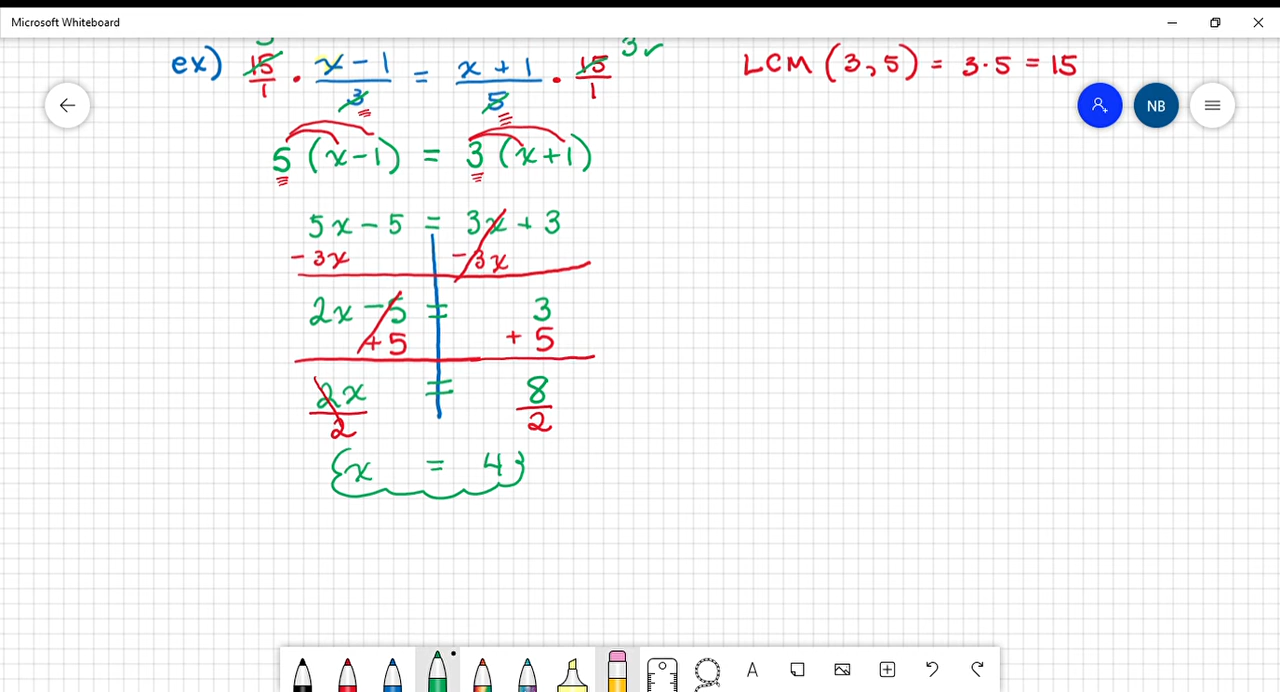 Microsoft Whiteboard
ex) 15/1 · (x - 1)/3 = (x + 1)/5 · 15/1 3✓
LCM (3, 5) = 3 · 5 = 15
NB
5 (x - 1) = 3 (x + 1)
5x - 5 = 3x + 3
- 3x - 3x
2x - 5 = 3
+ 5 + 5
2x/2 = 8/2
{x = 4}
A